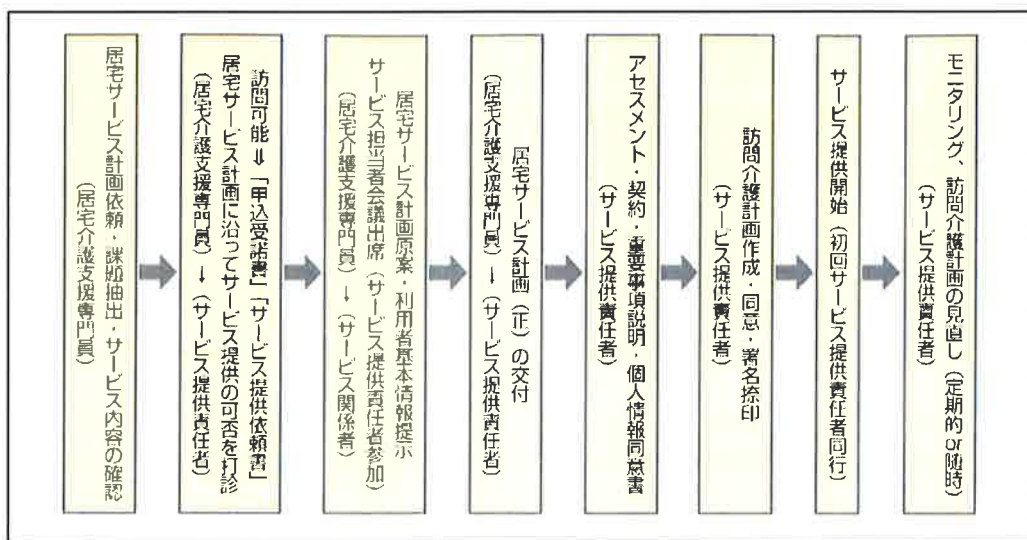 居宅サービス計画依頼・課題抽出・サービス内容の確認
（居宅介護支援専門員）
訪問可能⇒「申込受諾書」「サービス提供依頼書」
居宅サービス計画に沿ってサービス提供の可否を打診
（居宅介護支援専門員）→（サービス提供責任者）
居宅サービス計画原案・利用者基本情報提示
サービス担当者会議出席（サービス提供責任者参加）
（居宅介護支援専門員）→（サービス関係者）
居宅サービス計画（正）の交付
（居宅介護支援専門員）→（サービス提供責任者）
アセスメント・契約・重要事項説明・個人情報同意書
（サービス提供責任者）
訪問介護計画作成・同意・署名捺印
（サービス提供責任者）
サービス提供開始（初回サービス提供責任者同行）
モニタリング、訪問介護計画の見直し（定期的or随時）
（サービス提供責任者）